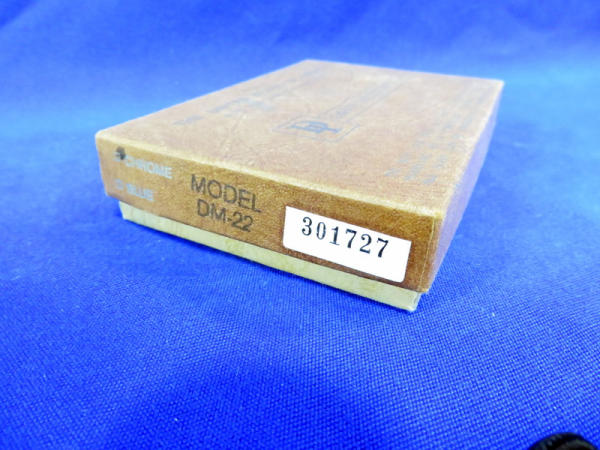 CHROME
BLUE
MODEL
DM-22
301727